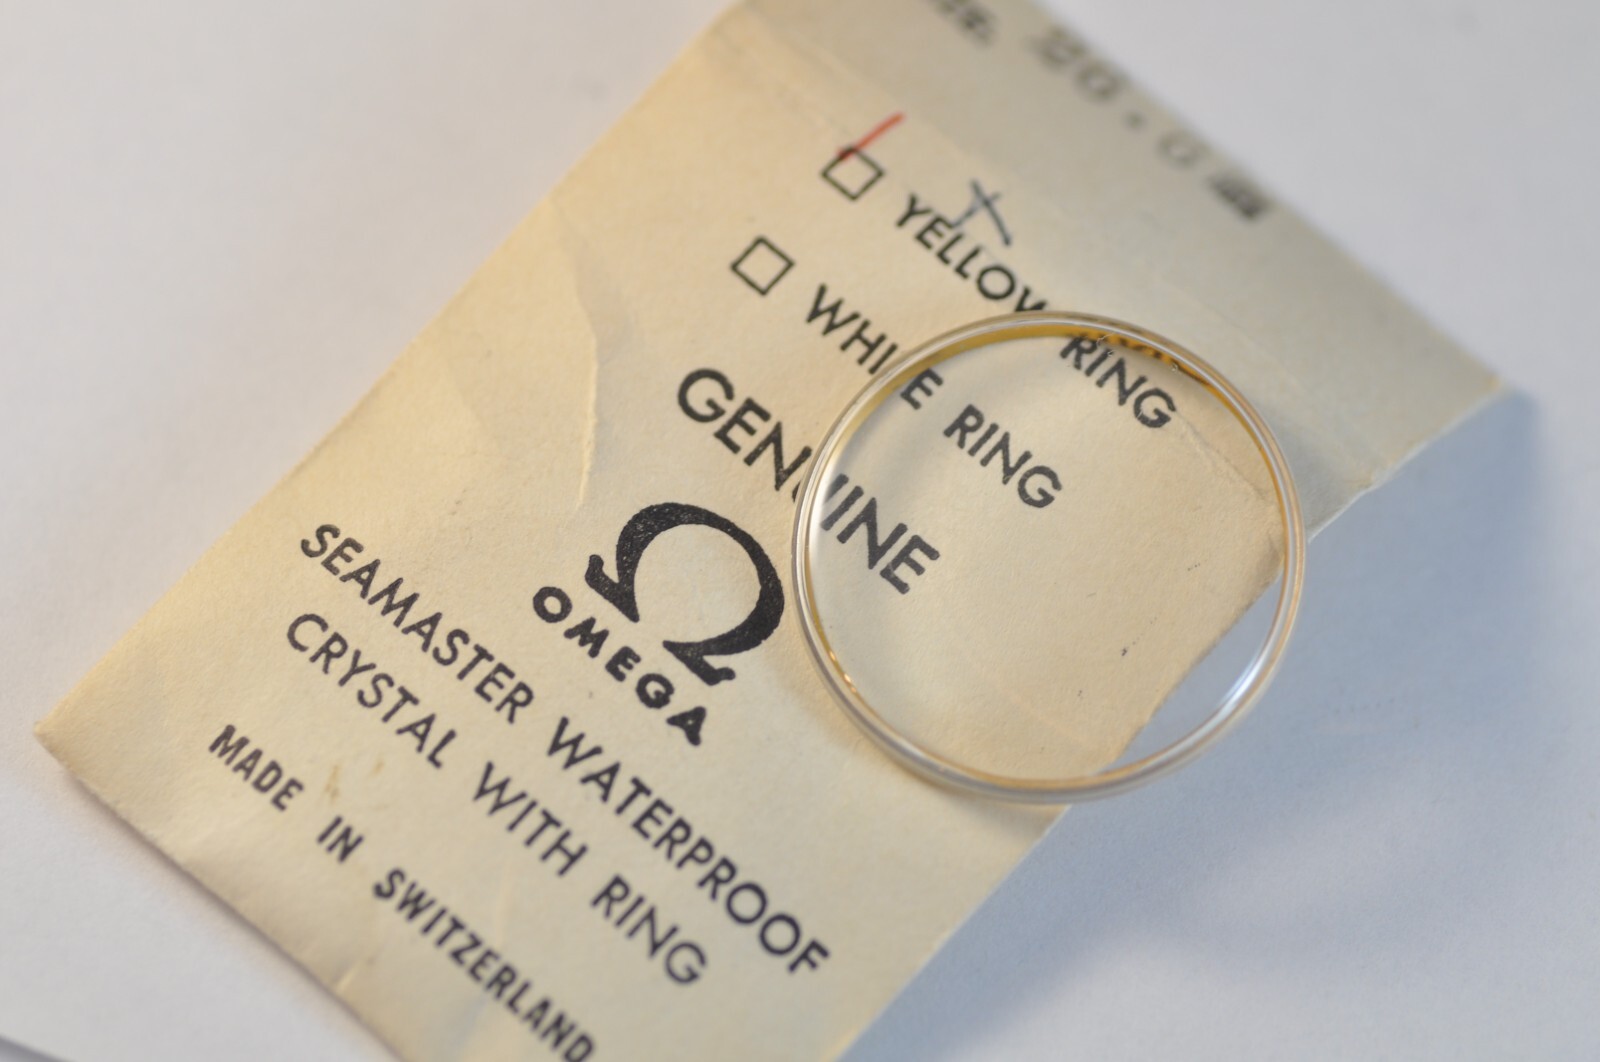 ☐ YELLOW RING
☐ WHITE RING
GENUINE
Ω
OMEGA
SEAMASTER WATERPROOF
CRYSTAL WITH RING
MADE IN SWITZERLAND